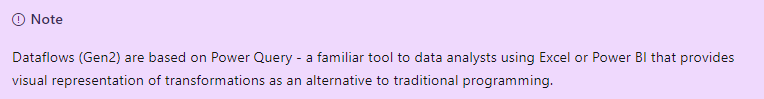 Note
Dataflows (Gen2) are based on Power Query - a familiar tool to data analysts using Excel or Power BI that provides
visual representation of transformations as an alternative to traditional programming.